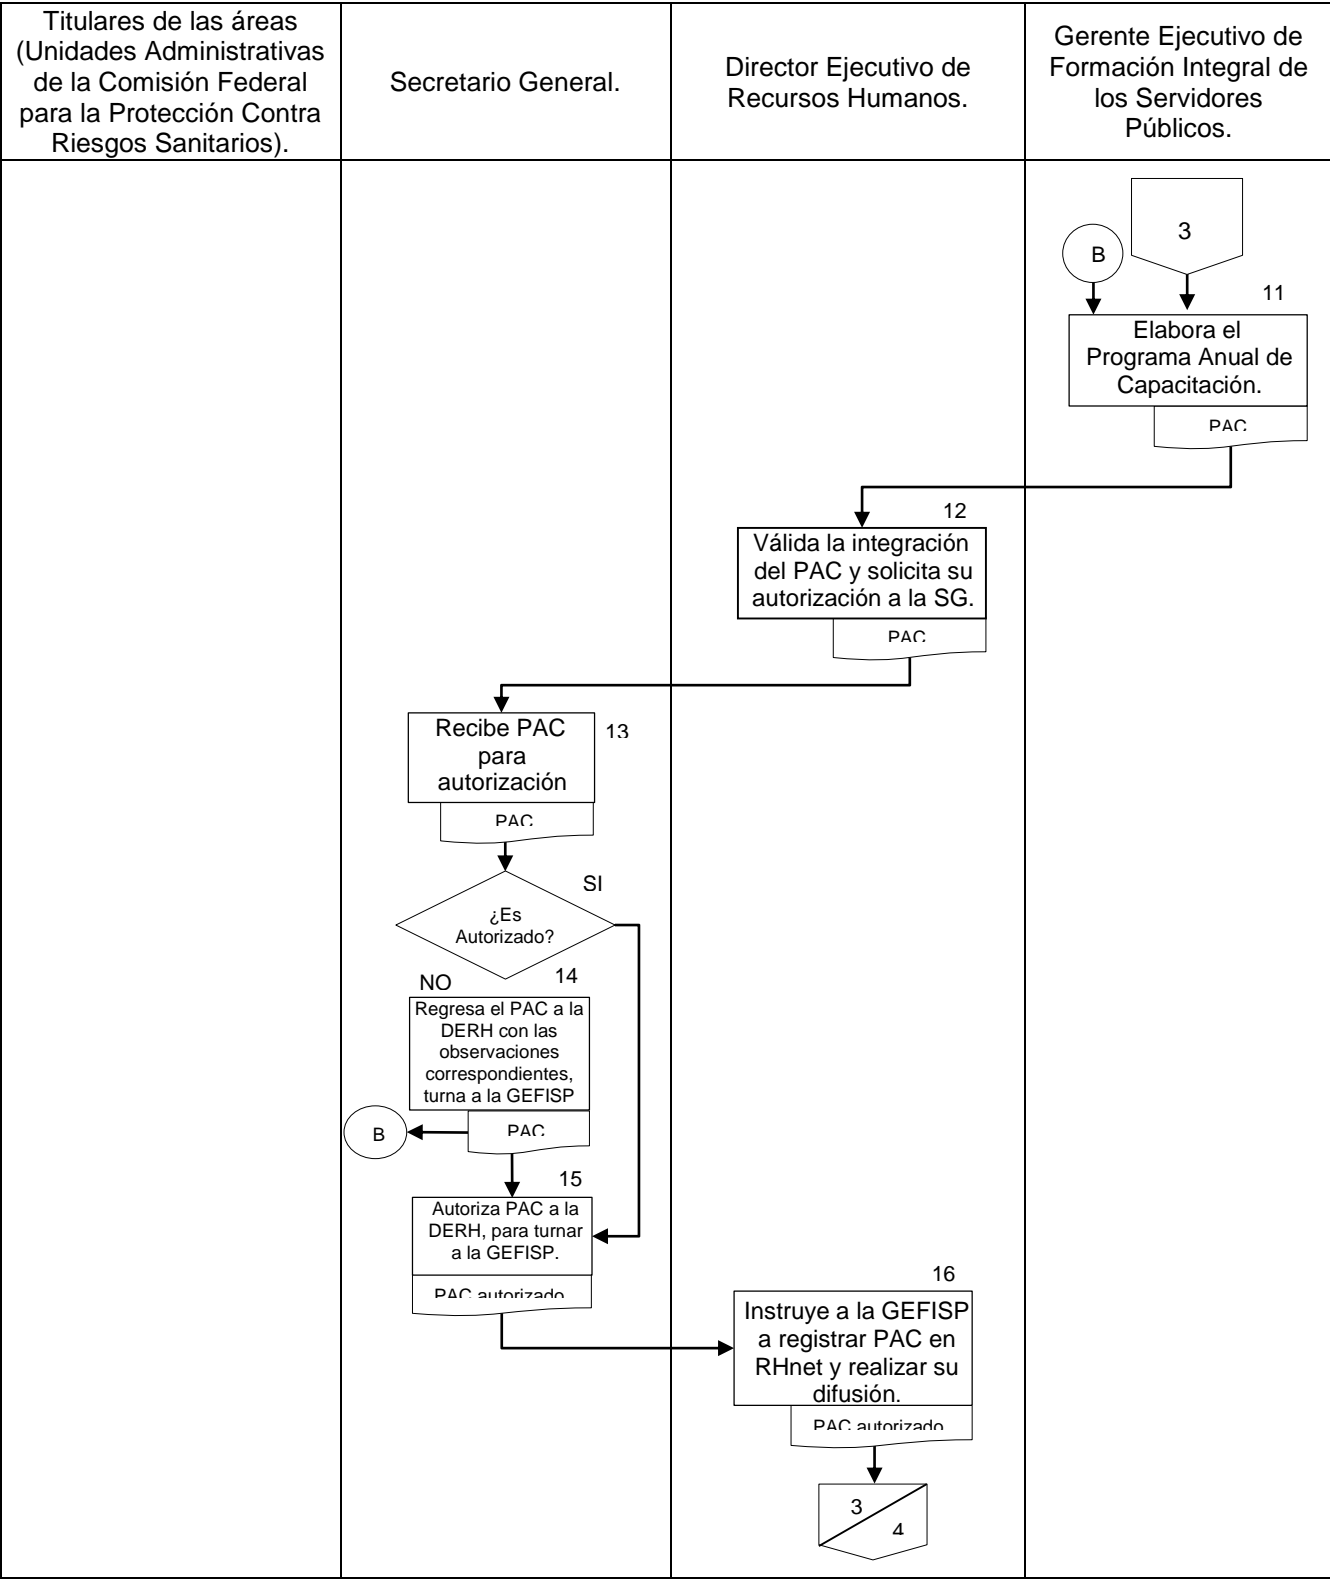 Titulares de las áreas
(Unidades Administrativas
de la Comisión Federal
para la Protección Contra
Riesgos Sanitarios).
Secretario General.
Director Ejecutivo de
Recursos Humanos.
Gerente Ejecutivo de
Formación Integral de
los Servidores
Públicos.
3
B
11
Elabora el
Programa Anual de
Capacitación.
PAC
12
Válida la integración
del PAC y solicita su
autorización a la SG.
PAC
13
Recibe PAC
para
autorización
PAC
SI
¿Es
Autorizado?
NO
14
Regresa el PAC a la
DERH con las
observaciones
correspondientes,
turna a la GEFISP
B
PAC
15
Autoriza PAC a la
DERH, para turnar
a la GEFISP.
PAC autorizado
16
Instruye a la GEFISP
a registrar PAC en
RHnet y realizar su
difusión.
PAC autorizado
3
4